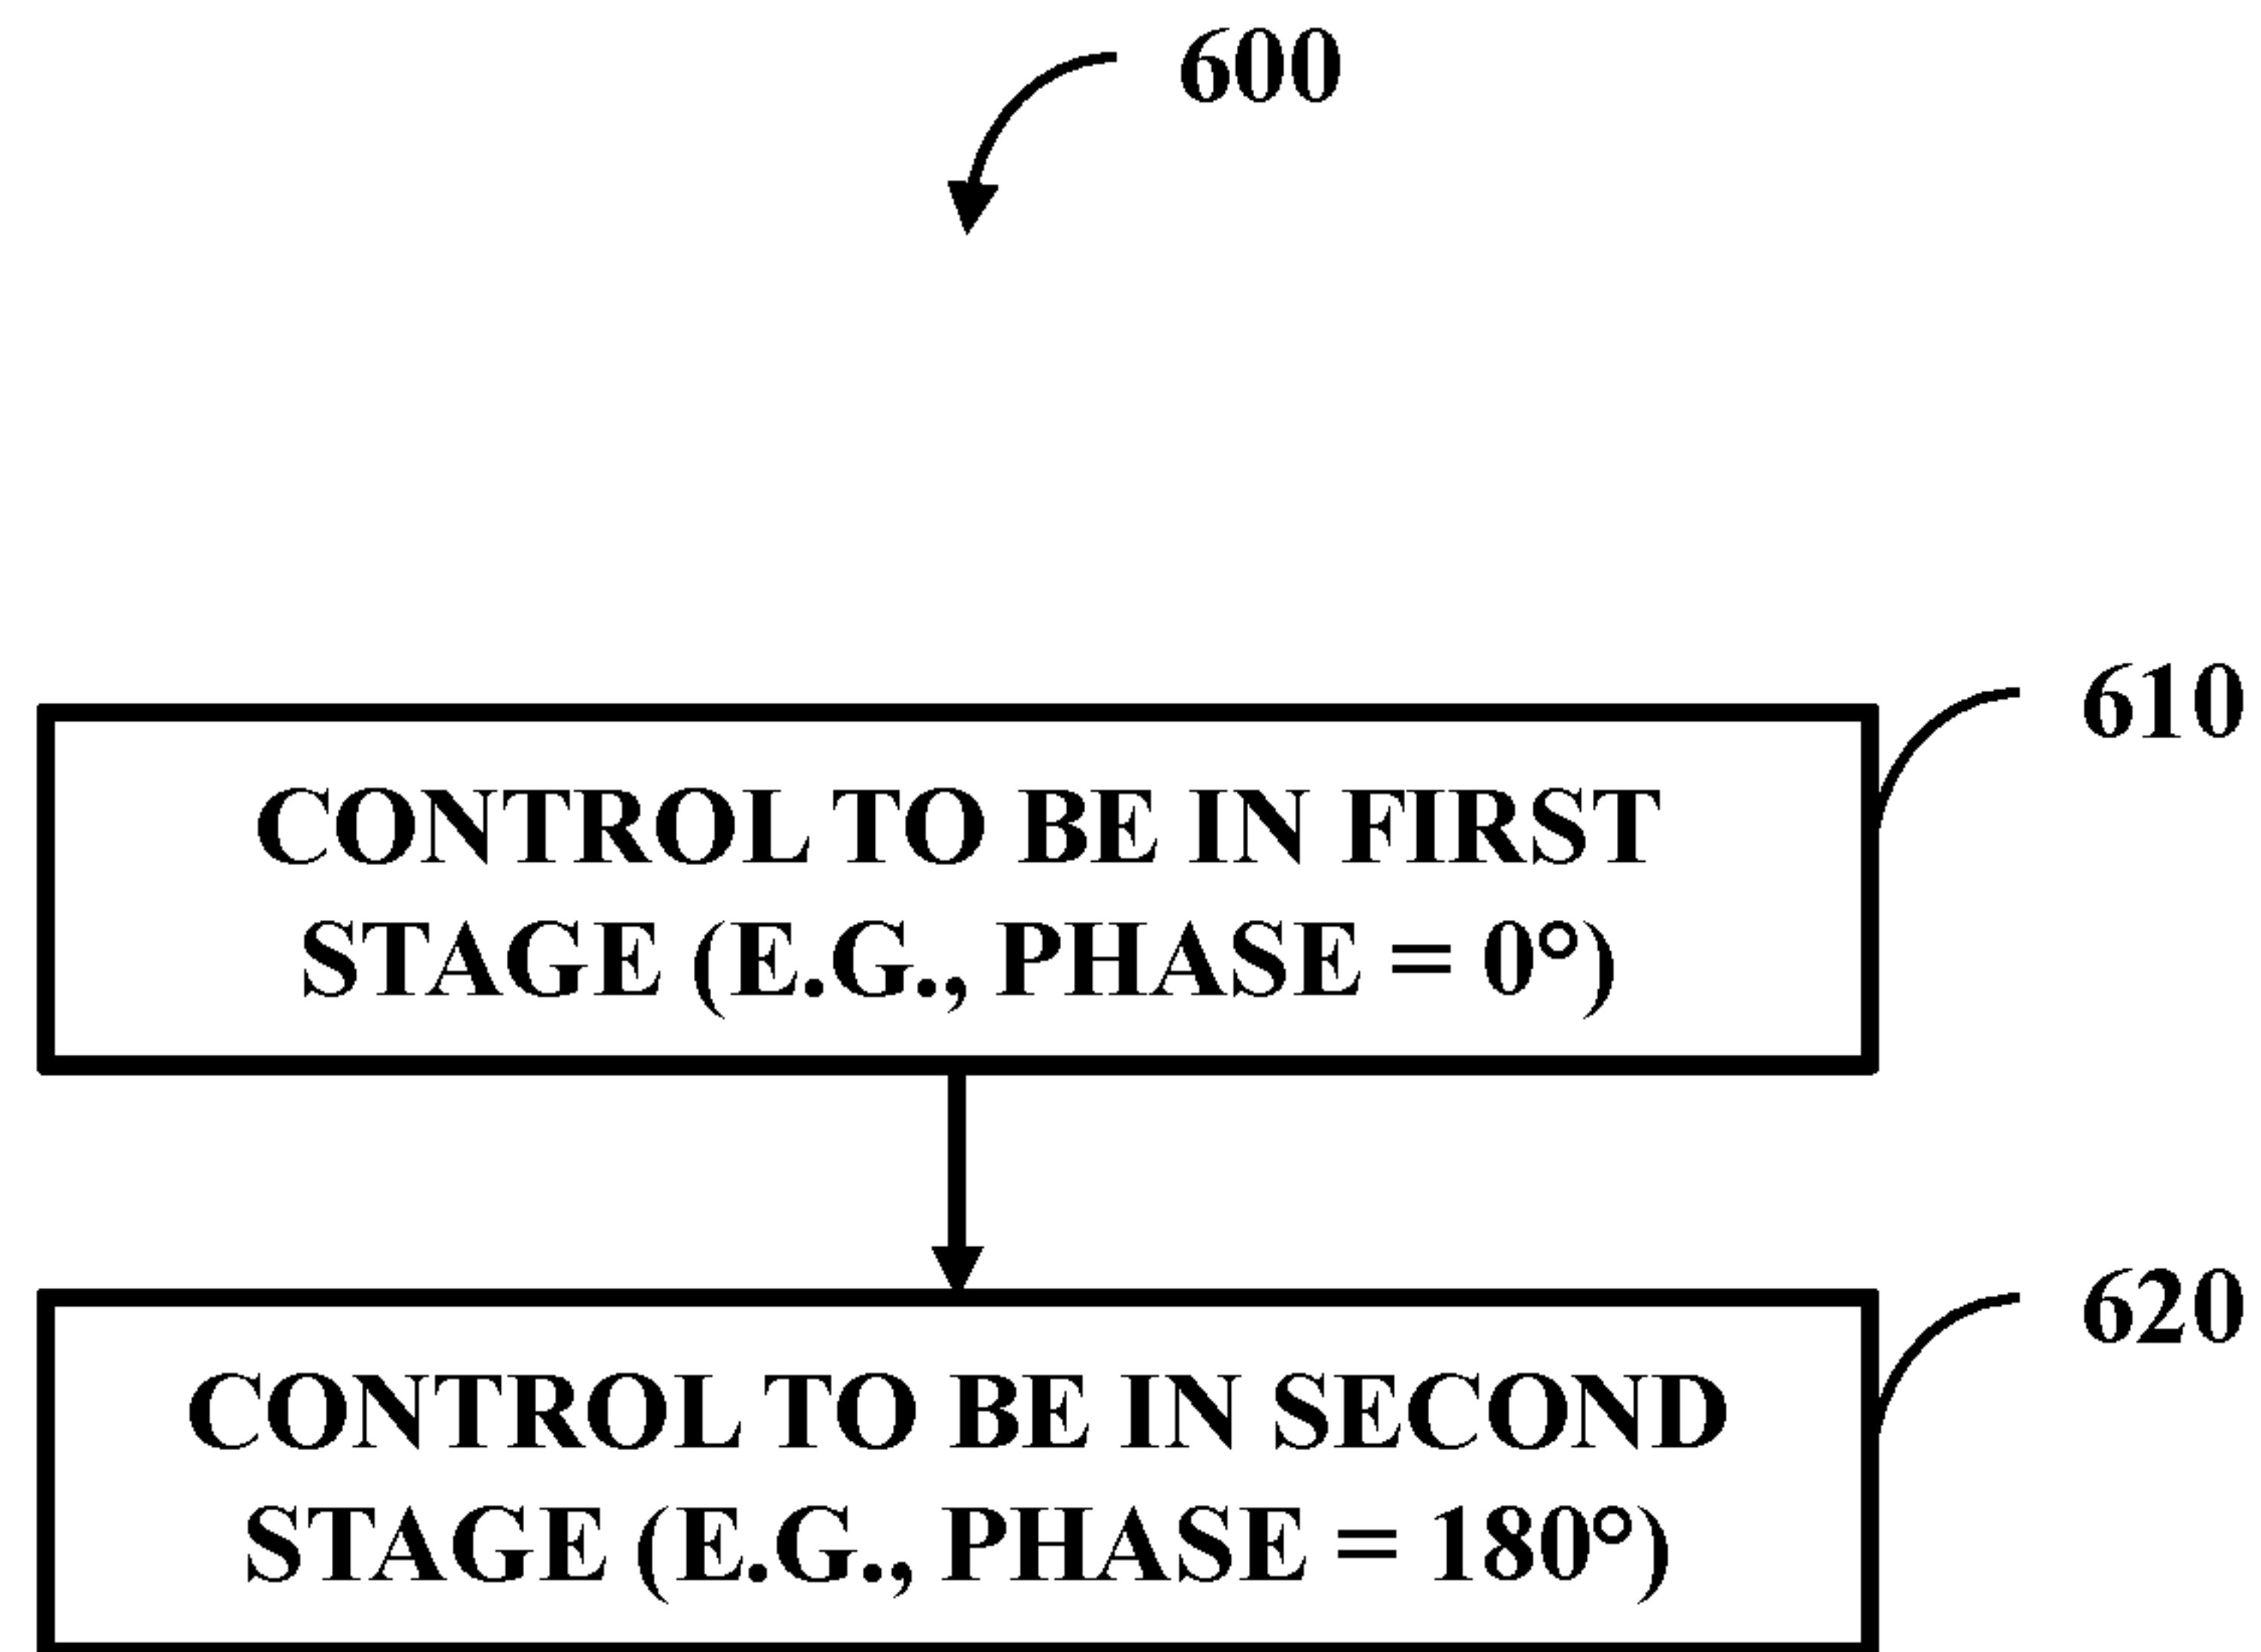 600
610
CONTROL TO BE IN FIRST
STAGE (E.G., PHASE = 0°)
620
CONTROL TO BE IN SECOND
STAGE (E.G., PHASE = 180°)